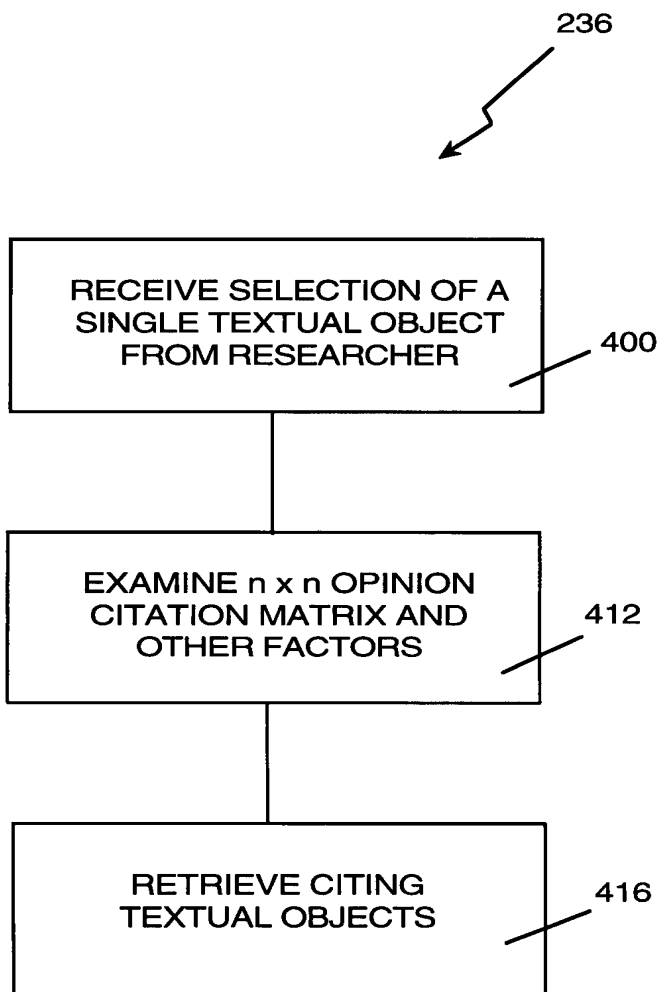 236
RECEIVE SELECTION OF A
SINGLE TEXTUAL OBJECT
FROM RESEARCHER
400
EXAMINE n x n OPINION
CITATION MATRIX AND
OTHER FACTORS
412
RETRIEVE CITING
TEXTUAL OBJECTS
416